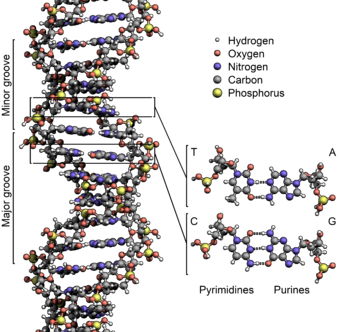 Minor groove
Major groove
Hydrogen
Oxygen
Nitrogen
Carbon
Phosphorus
T
A
C
G
Pyrimidines
Purines